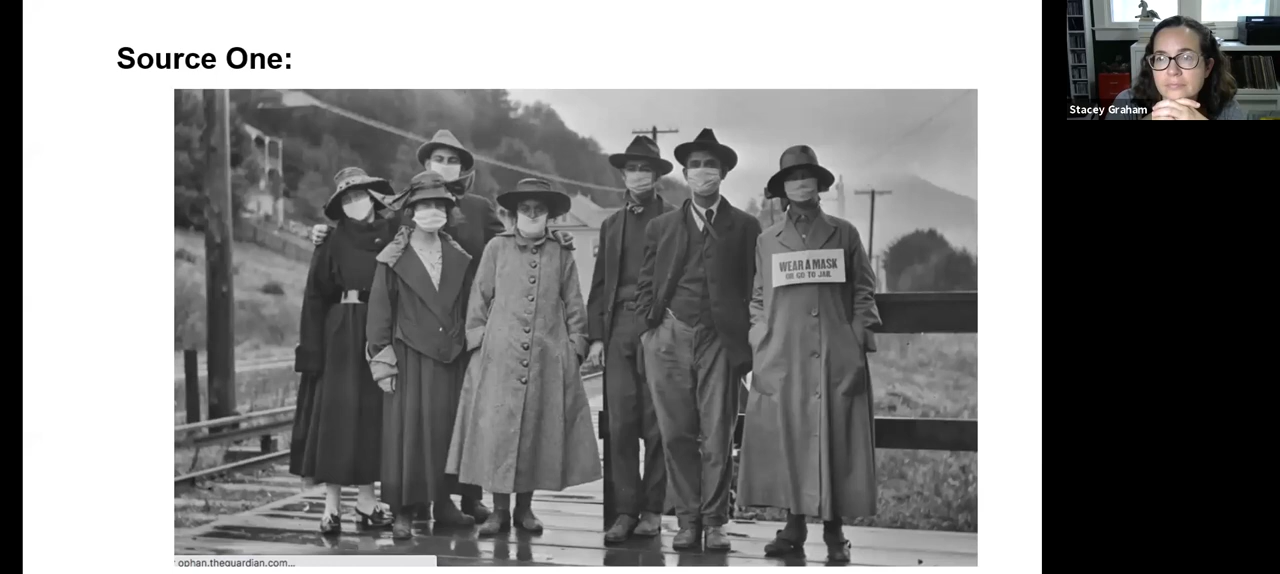 Source One:
Stacey Graham
WEAR A MASK
OR GO TO JAIL
ophan.theguardian.com...